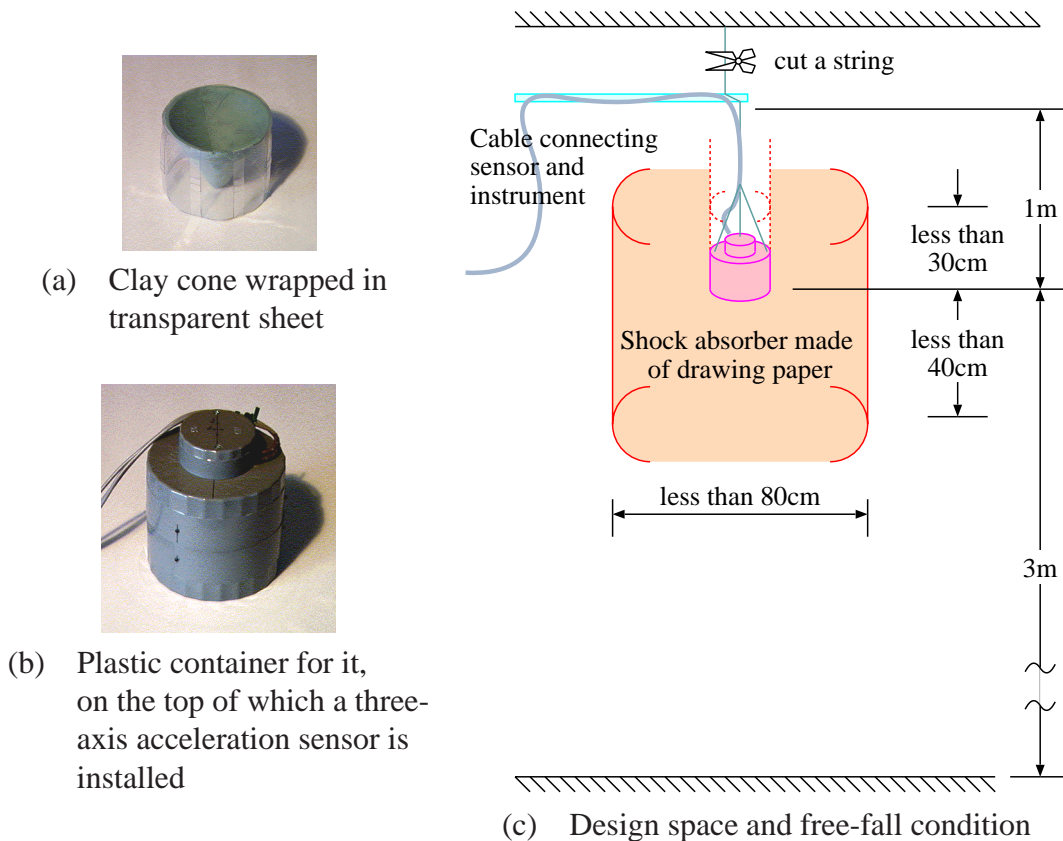 (a) Clay cone wrapped in
transparent sheet
(b) Plastic container for it,
on the top of which a three-
axis acceleration sensor is
installed
cut a string
Cable connecting
sensor and
instrument
1m
less than
30cm
Shock absorber made
of drawing paper
less than
40cm
less than 80cm
3m
(c) Design space and free-fall condition